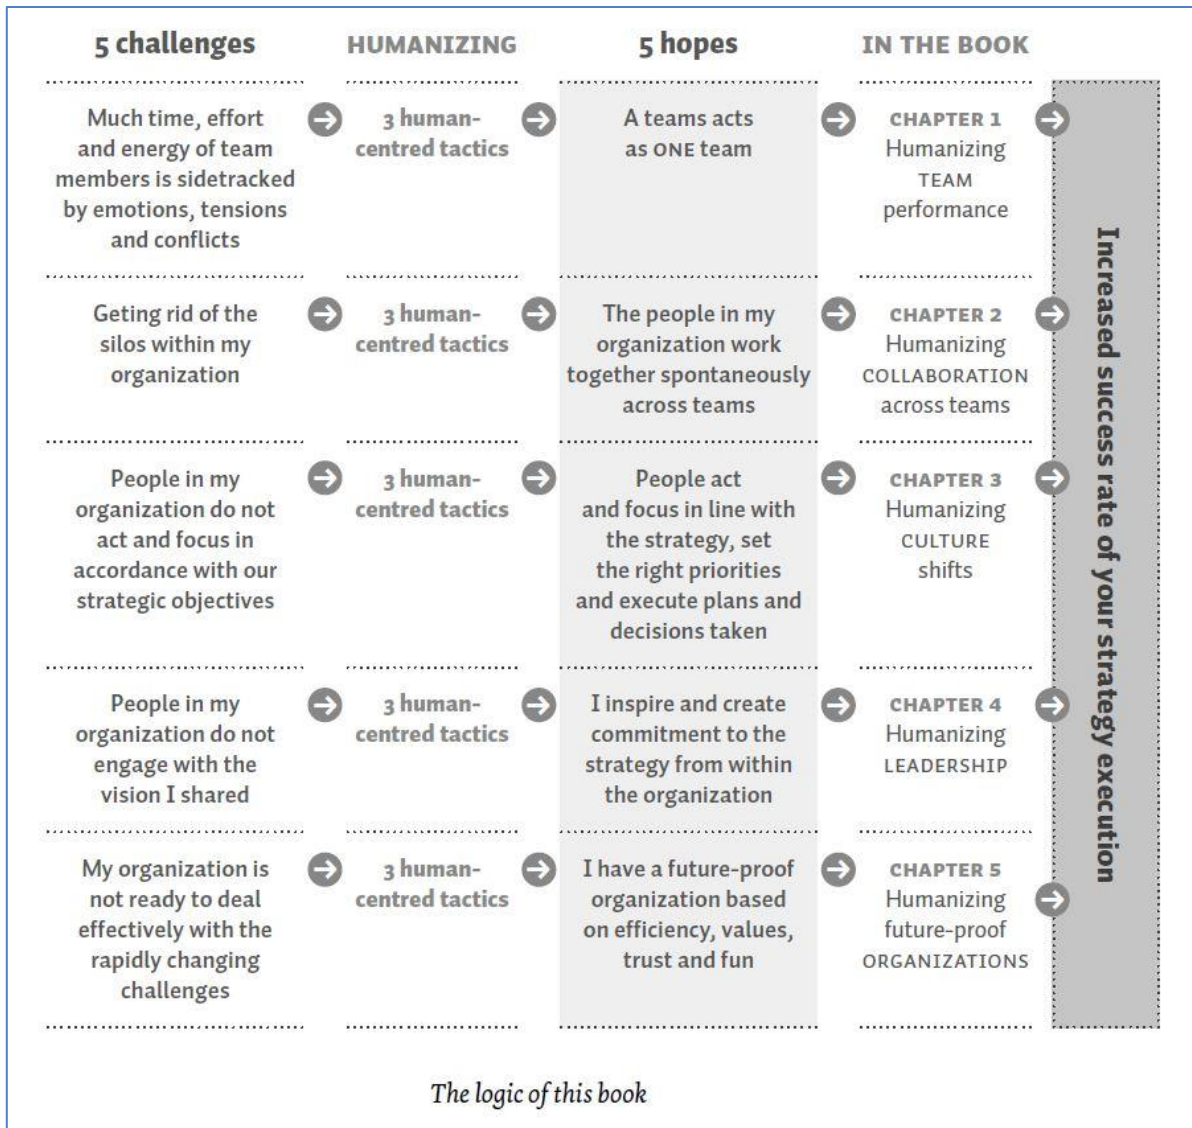 5 challenges
HUMANIZING
5 hopes
IN THE BOOK
Much time, effort
and energy of team
members is sidetracked
by emotions, tensions
and conflicts
3 human-
centred tactics
A teams acts
as ONE team
CHAPTER 1
Humanizing
TEAM
performance
Geting rid of the
silos within my
organization
3 human-
centred tactics
The people in my
organization work
together spontaneously
across teams
CHAPTER 2
Humanizing
COLLABORATION
across teams
People in my
organization do not
act and focus in
accordance with our
strategic objectives
3 human-
centred tactics
People act
and focus in line with
the strategy, set
the right priorities
and execute plans and
decisions taken
CHAPTER 3
Humanizing
CULTURE
shifts
People in my
organization do not
engage with the
vision I shared
3 human-
centred tactics
I inspire and create
commitment to the
strategy from within
the organization
CHAPTER 4
Humanizing
LEADERSHIP
My organization is
not ready to deal
effectively with the
rapidly changing
challenges
3 human-
centred tactics
I have a future-proof
organization based
on efficiency, values,
trust and fun
CHAPTER 5
Humanizing
future-proof
ORGANIZATIONS
Increased success rate of your strategy execution
The logic of this book